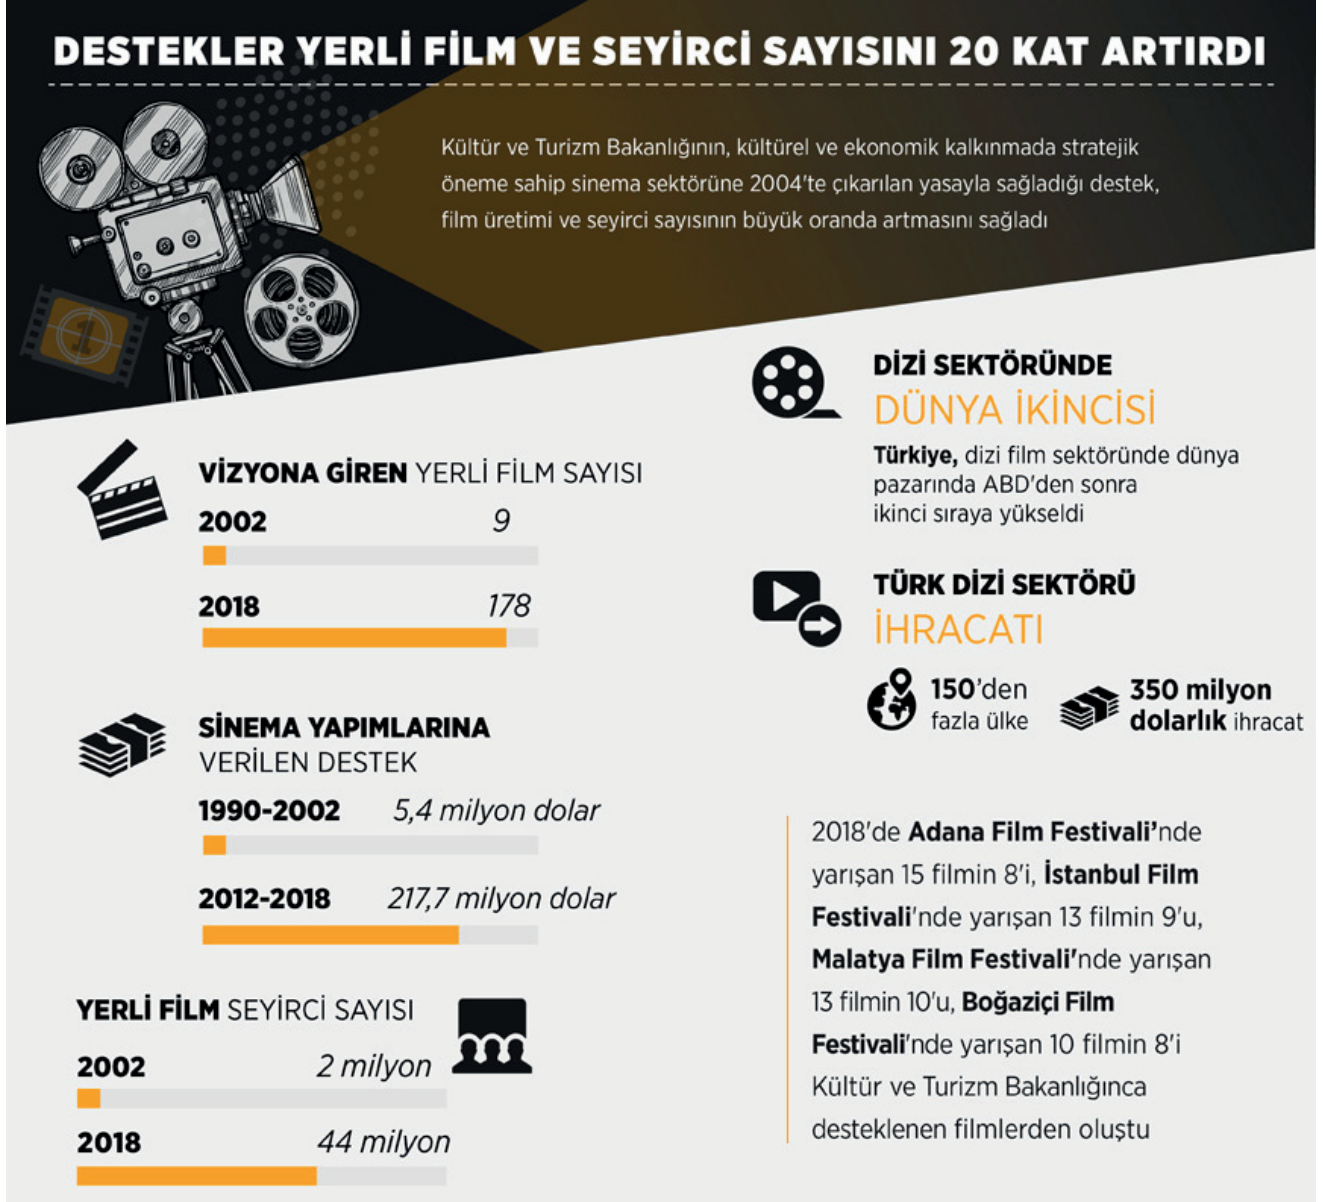 DESTEKLER YERLİ FİLM VE SEYİRCİ SAYISINI 20 KAT ARTIRDI
Kültür ve Turizm Bakanlığının, kültürel ve ekonomik kalkınmada stratejik
öneme sahip sinema sektörüne 2004'te çıkarılan yasayla sağladığı destek,
film üretimi ve seyirci sayısının büyük oranda artmasını sağladı
1
VİZYONA GİREN YERLİ FİLM SAYISI
2002 9
2018 178
SİNEMA YAPIMLARINA
VERİLEN DESTEK
1990-2002 5,4 milyon dolar
2012-2018 217,7 milyon dolar
YERLİ FİLM SEYİRCİ SAYISI
2002 2 milyon
2018 44 milyon
DİZİ SEKTÖRÜNDE
DÜNYA İKİNCİSİ
Türkiye, dizi film sektöründe dünya
pazarında ABD'den sonra
ikinci sıraya yükseldi
TÜRK DİZİ SEKTÖRÜ
İHRACATI
150'den
fazla ülke
350 milyon
dolarlık ihracat
2018'de Adana Film Festivali'nde
yarışan 15 filmin 8'i, İstanbul Film
Festivali'nde yarışan 13 filmin 9'u,
Malatya Film Festivali'nde yarışan
13 filmin 10'u, Boğaziçi Film
Festivali'nde yarışan 10 filmin 8'i
Kültür ve Turizm Bakanlığınca
desteklenen filmlerden oluştu